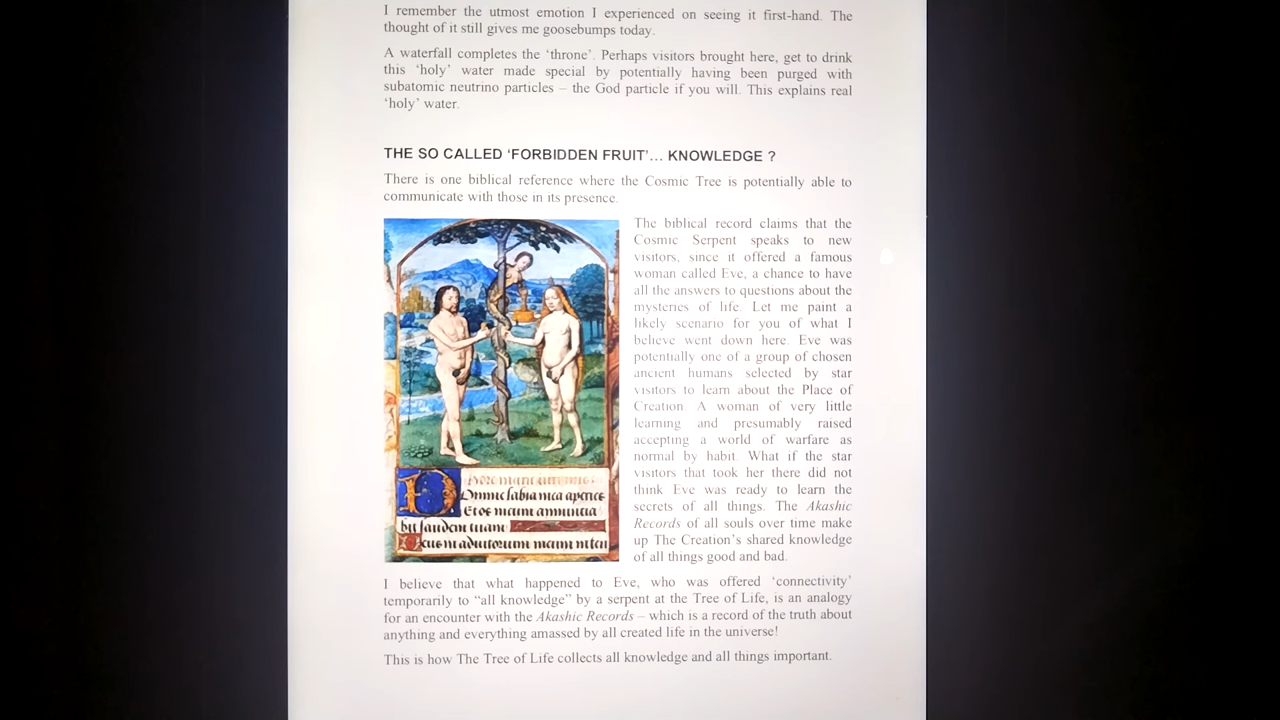 I remember the utmost emotion I experienced on seeing it first-hand. The
thought of it still gives me goosebumps today.
A waterfall completes the ‘throne’. Perhaps visitors brought here, get to drink
this ‘holy’ water made special by potentially having been purged with
subatomic neutrino particles – the God particle if you will. This explains real
‘holy’ water.
THE SO CALLED ‘FORBIDDEN FRUIT’… KNOWLEDGE ?
There is one biblical reference where the Cosmic Tree is potentially able to
communicate with those in its presence.
The biblical record claims that the
Cosmic Serpent speaks to new
visitors, since it offered a famous
woman called Eve, a chance to have
all the answers to questions about the
mysteries of life. Let me paint a
likely scenario for you of what I
believe went down here. Eve was
potentially one of a group of chosen
ancient humans selected by star
visitors to learn about the Place of
Creation. A woman of very little
learning and presumably raised
accepting a world of warfare as
normal by habit. What if the star
visitors that took her there did not
think Eve was ready to learn the
secrets of all things. The Akashic
Records of all souls over time make
up The Creation’s shared knowledge
of all things good and bad.
Domine labia mea aperies
Et os meum annuncia
bit laudem tuam
I believe that what happened to Eve, who was offered ‘connectivity’
temporarily to “all knowledge” by a serpent at the Tree of Life, is an analogy
for an encounter with the Akashic Records – which is a record of the truth about
anything and everything amassed by all created life in the universe!
This is how The Tree of Life collects all knowledge and all things important.